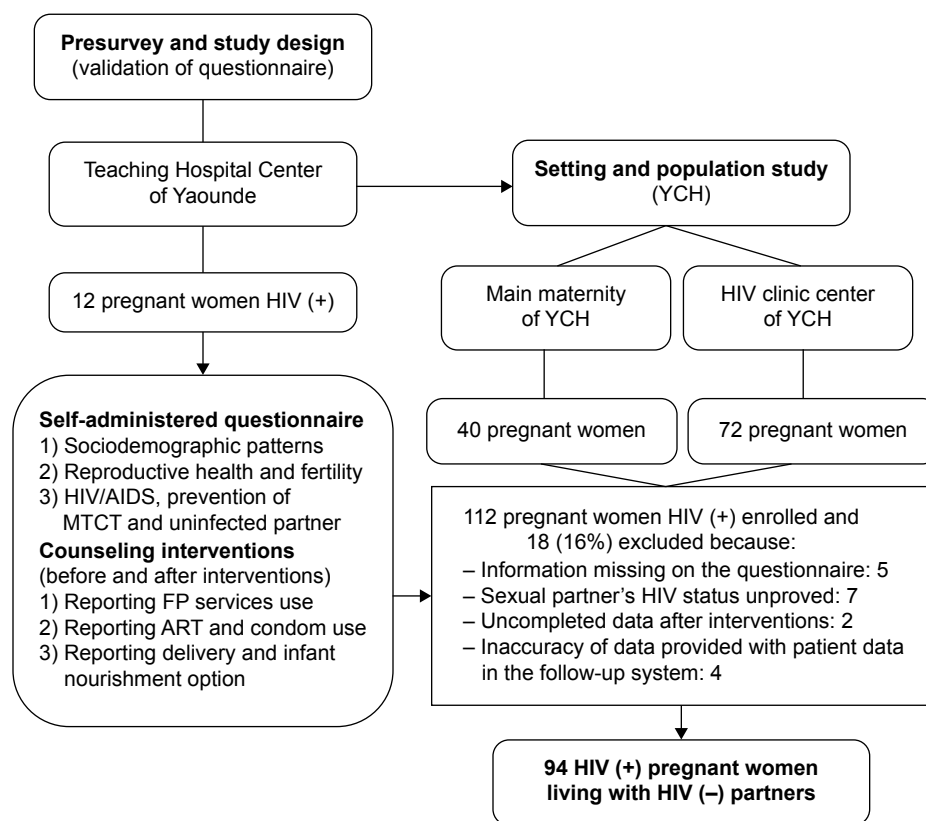 Presurvey and study design
(validation of questionnaire)
Teaching Hospital Center
of Yaounde
Setting and population study
(YCH)
12 pregnant women HIV (+)
Main maternity
of YCH
HIV clinic center
of YCH
40 pregnant women
72 pregnant women
Self-administered questionnaire
1) Sociodemographic patterns
2) Reproductive health and fertility
3) HIV/AIDS, prevention of
MTCT and uninfected partner
Counseling interventions
(before and after interventions)
1) Reporting FP services use
2) Reporting ART and condom use
3) Reporting delivery and infant
nourishment option
112 pregnant women HIV (+) enrolled and
18 (16%) excluded because:
– Information missing on the questionnaire: 5
– Sexual partner’s HIV status unproved: 7
– Uncompleted data after interventions: 2
– Inaccuracy of data provided with patient data
in the follow-up system: 4
94 HIV (+) pregnant women
living with HIV (–) partners